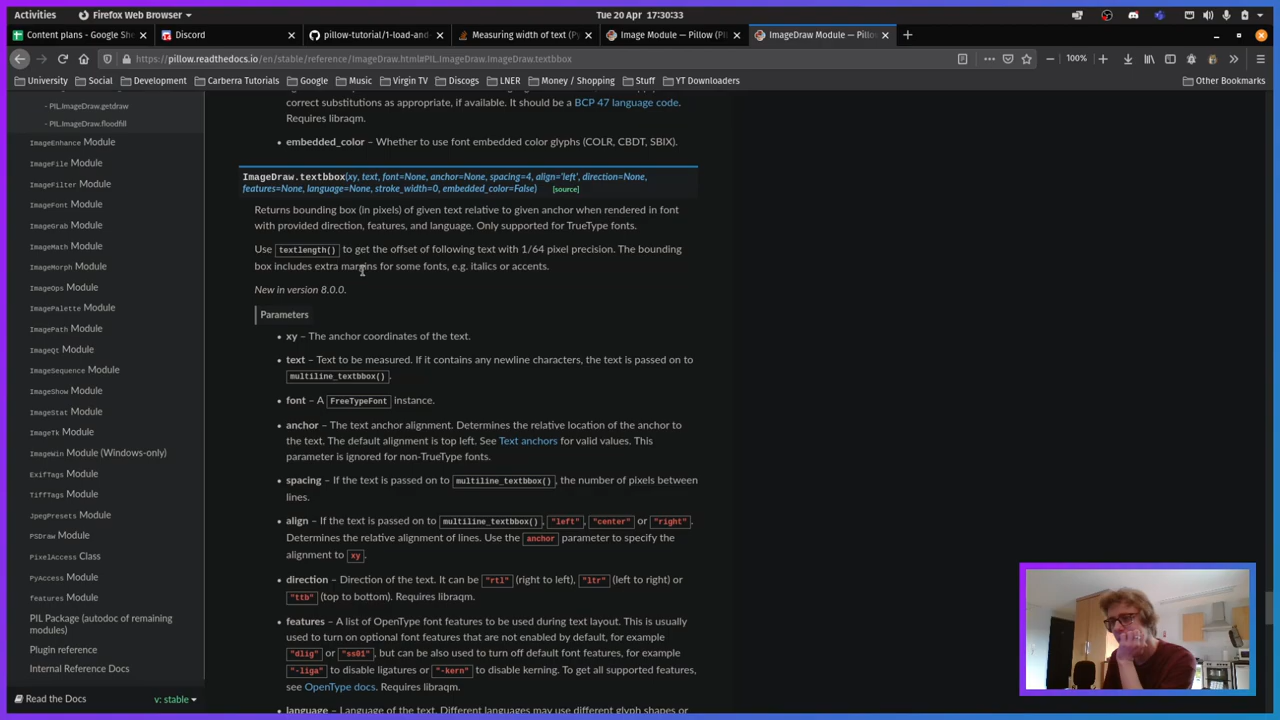 Activities
Firefox Web Browser
Tue 20 Apr 17:30:33
Content plans - Google She
Discord
pillow-tutorial/1-load-and-
Measuring width of text (Py
Image Module — Pillow (PI
ImageDraw Module — Pillo
https://pillow.readthedocs.io/en/stable/reference/ImageDraw.html#PIL.ImageDraw.ImageDraw.textbbox
100%
University
Social
Development
Carberra Tutorials
Google
Music
Virgin TV
Discogs
LNER
Money / Shopping
Stuff
YT Downloaders
Other Bookmarks
- PIL.ImageDraw.getdraw
- PIL.ImageDraw.floodfill
ImageEnhance Module
ImageFile Module
ImageFilter Module
ImageFont Module
ImageGrab Module
ImageMath Module
ImageMorph Module
ImageOps Module
ImagePalette Module
ImagePath Module
ImageQt Module
ImageSequence Module
ImageShow Module
ImageStat Module
ImageTk Module
ImageWin Module (Windows-only)
ExifTags Module
TiffTags Module
JpegPresets Module
PSDraw Module
PixelAccess Class
PyAccess Module
features Module
PIL Package (autodoc of remaining
modules)
Plugin reference
Internal Reference Docs
Read the Docs
v: stable
correct substitutions as appropriate, if available. It should be a BCP 47 language code.
Requires libraqm.
• embedded_color – Whether to use font embedded color glyphs (COLR, CBDT, SBIX).
ImageDraw.textbbox(xy, text, font=None, anchor=None, spacing=4, align='left', direction=None,
features=None, language=None, stroke_width=0, embedded_color=False) [source]
Returns bounding box (in pixels) of given text relative to given anchor when rendered in font
with provided direction, features, and language. Only supported for TrueType fonts.
Use textlength() to get the offset of following text with 1/64 pixel precision. The bounding
box includes extra margins for some fonts, e.g. italics or accents.
New in version 8.0.0.
Parameters
• xy – The anchor coordinates of the text.
• text – Text to be measured. If it contains any newline characters, the text is passed on to
multiline_textbbox().
• font – A FreeTypeFont instance.
• anchor – The text anchor alignment. Determines the relative location of the anchor to
the text. The default alignment is top left. See Text anchors for valid values. This
parameter is ignored for non-TrueType fonts.
• spacing – If the text is passed on to multiline_textbbox(), the number of pixels between
lines.
• align – If the text is passed on to multiline_textbbox(), "left", "center" or "right".
Determines the relative alignment of lines. Use the anchor parameter to specify the
alignment to xy.
• direction – Direction of the text. It can be "rtl" (right to left), "ltr" (left to right) or
"ttb" (top to bottom). Requires libraqm.
• features – A list of OpenType font features to be used during text layout. This is usually
used to turn on optional font features that are not enabled by default, for example
"dlig" or "ss01", but can be also used to turn off default font features, for example
"-liga" to disable ligatures or "-kern" to disable kerning. To get all supported features,
see OpenType docs. Requires libraqm.
• language – Language of the text. Different languages may use different glyph shapes or